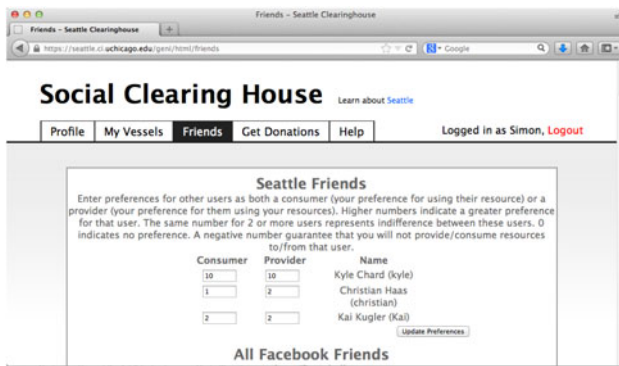 Friends – Seattle Clearinghouse
Friends – Seattle Clearinghouse
https://seattle.ci.uchicago.edu/geni/html/friends
Google
Social Clearing House Learn about Seattle
Profile My Vessels Friends Get Donations Help Logged in as Simon, Logout
Seattle Friends
Enter preferences for other users as both a consumer (your preference for using their resource) or a
provider (your preference for them using your resources). Higher numbers indicate a greater preference
for that user. The same number for 2 or more users represents indifference between these users. 0
indicates no preference. A negative number guarantee that you will not provide/consume resources
to/from that user.
Consumer Provider Name
10 10 Kyle Chard (kyle)
1 2 Christian Haas
(christian)
2 2 Kai Kugler (Kai)
Update Preferences
All Facebook Friends